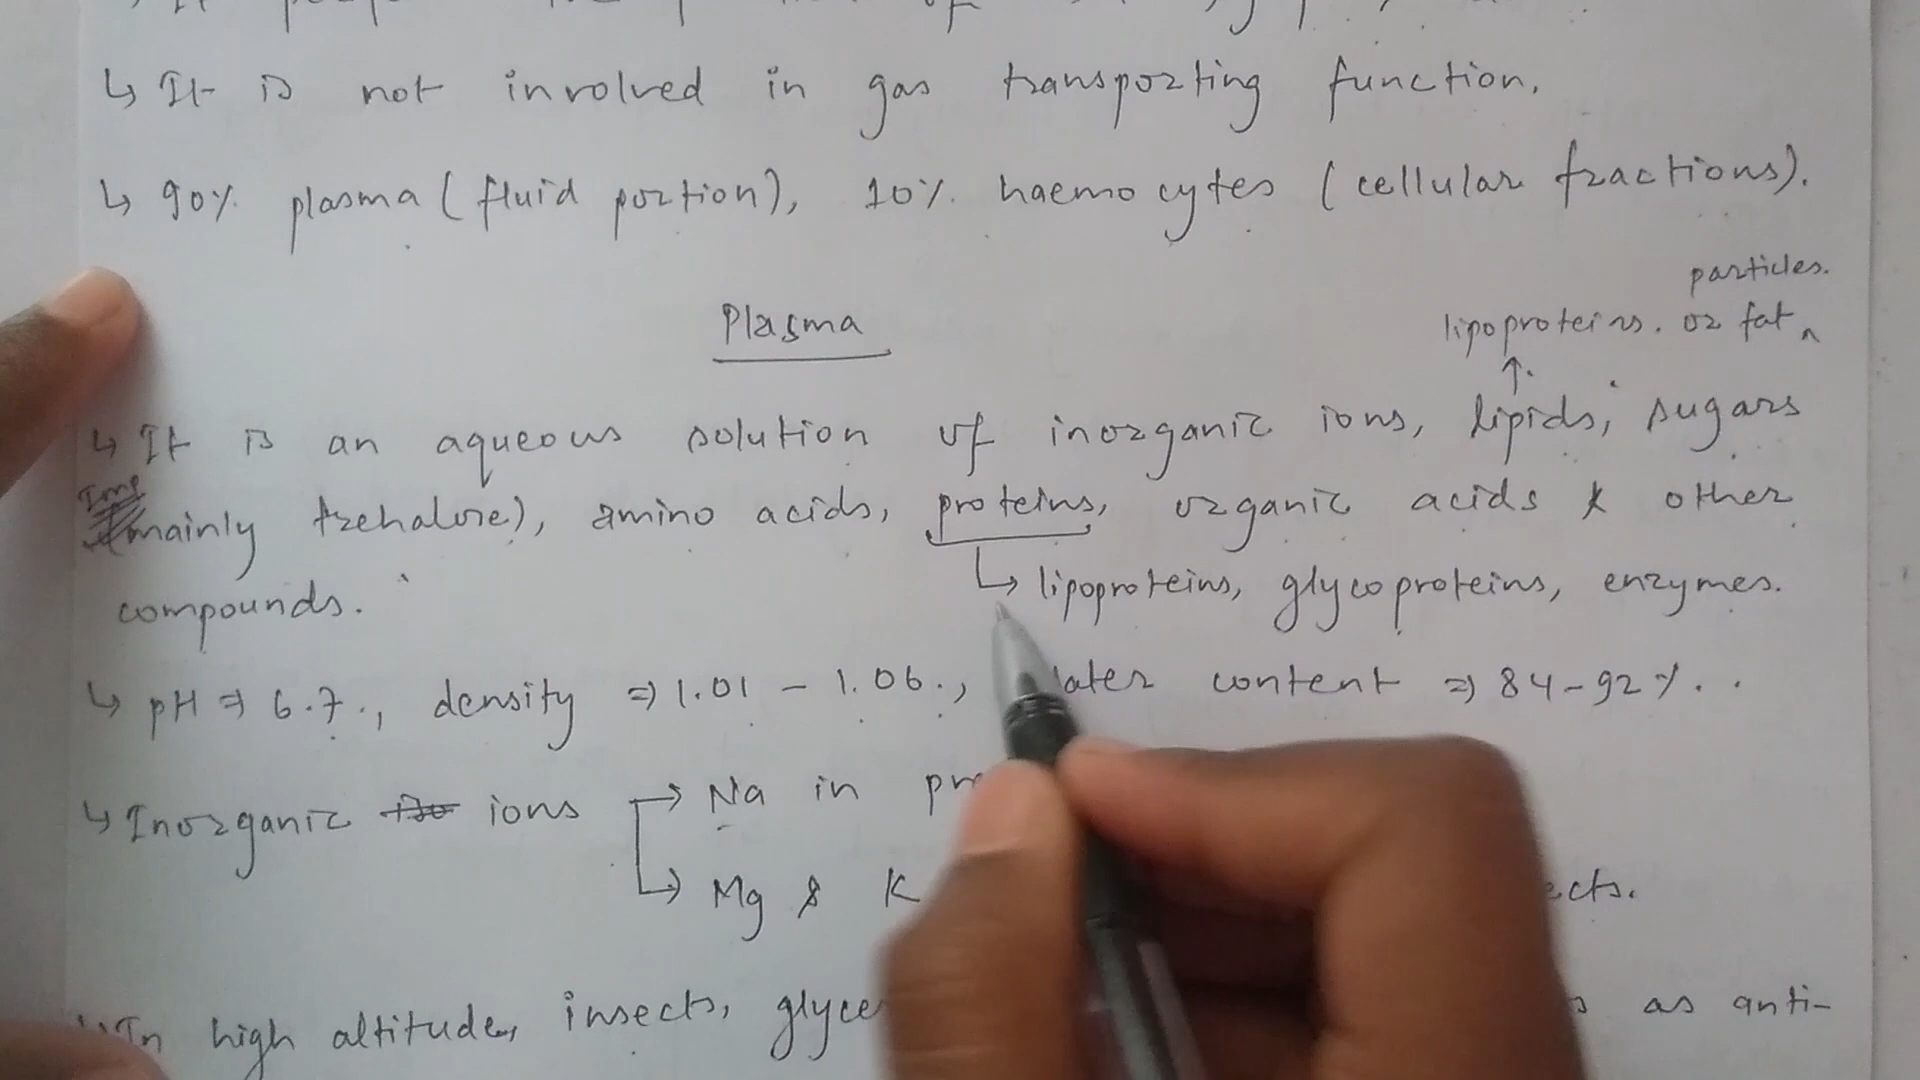 ↳ It is not involved in gas transporting function.
↳ 90% plasma (fluid portion), 10% haemocytes (cellular fractions).
particles.
Plasma
lipoproteins. or fat ^
↑
↳ It is an aqueous solution of inorganic ions, lipids, sugars
Imp (mainly trehalose), amino acids, proteins, organic acids & other
compounds.
↳ lipoproteins, glycoproteins, enzymes.
↳ pH ⇒ 6.7., density ⇒ 1.01 - 1.06., water content ⇒ 84-92%.
↳ Inorganic ions → Na in
→ Mg & K
↳ In high altitude, insects, as anti-